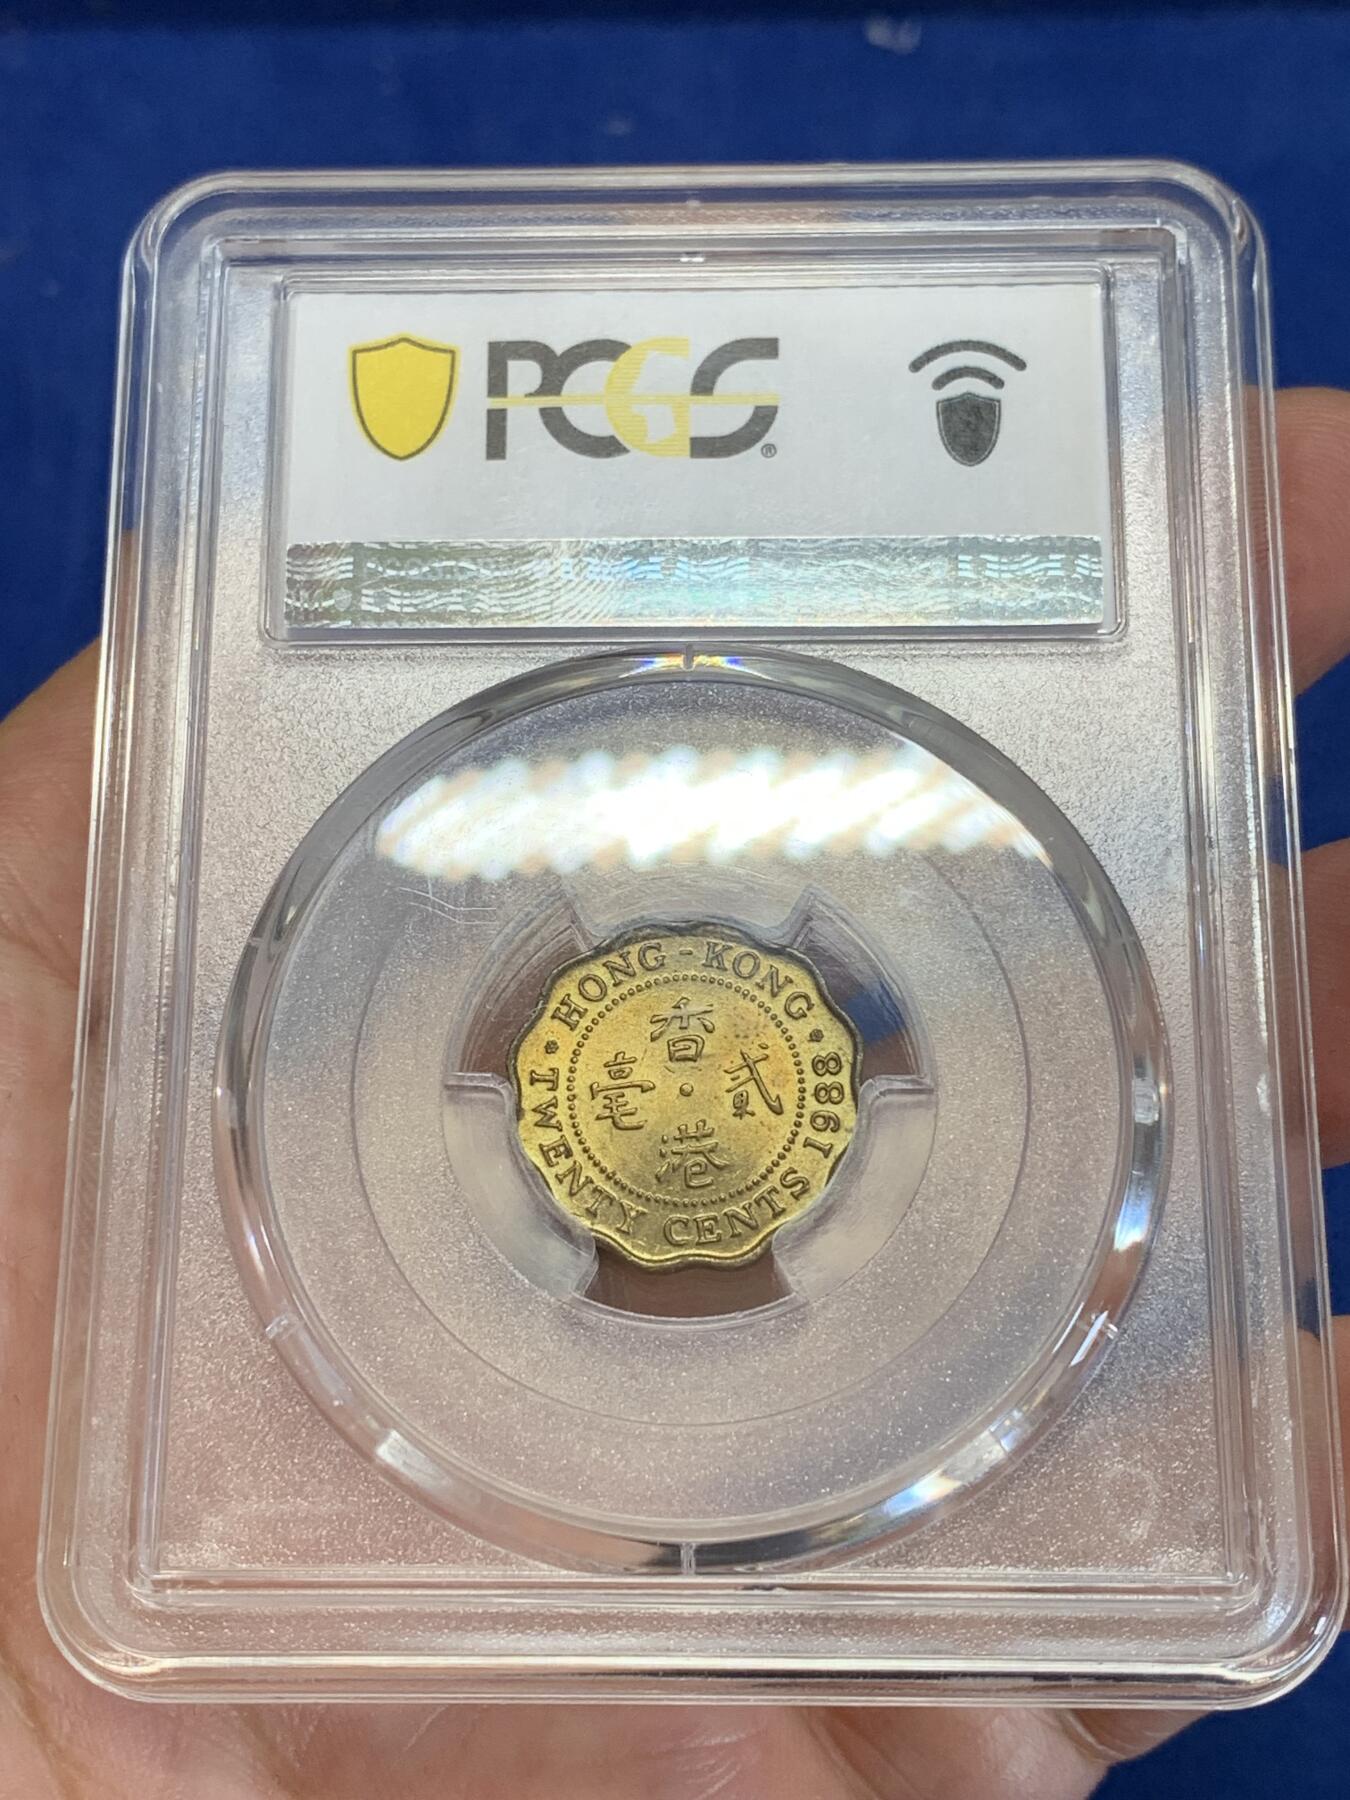 PCGS®
HONG-KONG
香
貳
毫
港
TWENTY CENTS 1988